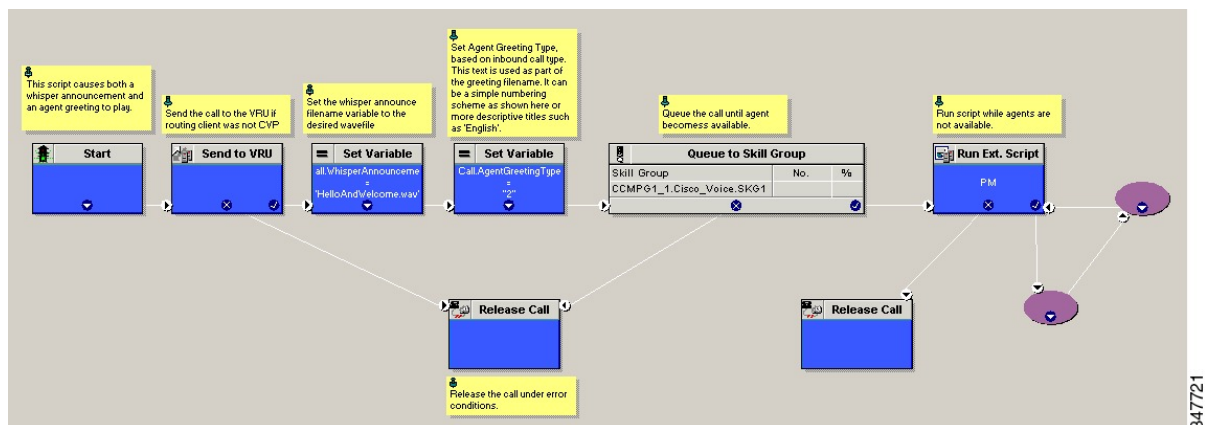 This script causes both a
whisper announcement and
an agent greeting to play.
Send the call to the VRU if
routing client was not CVP
Set the whisper announce
filename variable to the
desired wavefile
Set Agent Greeting Type,
based on inbound call type.
This text is used as part of
the greeting filename. It can
be a simple numbering
scheme as shown here or
more descriptive titles such
as 'English'.
Queue the call until agent
becomess available.
Run script while agents are
not available.
Start
Send to VRU
= Set Variable
all.WhisperAnnounceme
=
'HelloAndWelcome.wav'
= Set Variable
Call.AgentGreetingType
=
"2"
Queue to Skill Group
Skill Group No. %
CCMPG1_1.Cisco_Voice.SKG1
Run Ext. Script
PM
Release Call
Release the call under error
conditions.
Release Call
347721